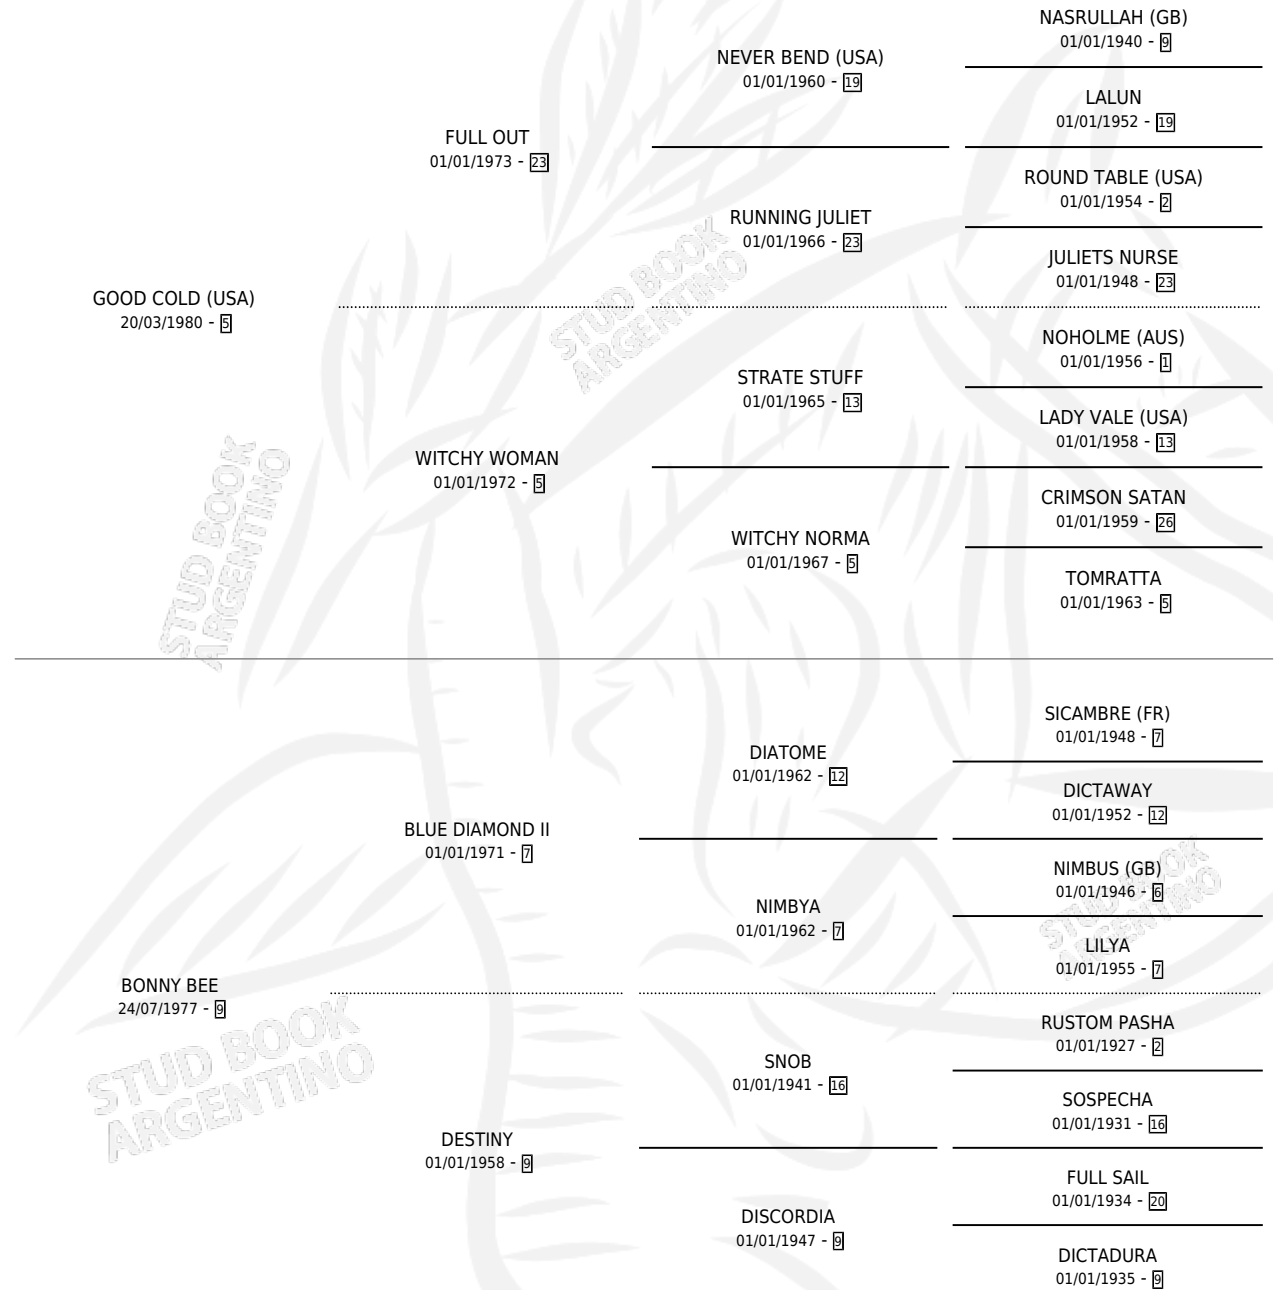 NASRULLAH (GB)
01/01/1940 - 9
NEVER BEND (USA)
01/01/1960 - 19
LALUN
01/01/1952 - 19
FULL OUT
01/01/1973 - 23
ROUND TABLE (USA)
01/01/1954 - 2
RUNNING JULIET
01/01/1966 - 23
JULIETS NURSE
01/01/1948 - 23
GOOD COLD (USA)
20/03/1980 - 5
NOHOLME (AUS)
01/01/1956 - 1
STRATE STUFF
01/01/1965 - 13
LADY VALE (USA)
01/01/1958 - 13
WITCHY WOMAN
01/01/1972 - 5
CRIMSON SATAN
01/01/1959 - 26
WITCHY NORMA
01/01/1967 - 5
TOMRATTA
01/01/1963 - 5
STUD BOOK
ARGENTINO
STUD BOOK
ARGENTINO
SICAMBRE (FR)
01/01/1948 - 7
DIATOME
01/01/1962 - 12
DICTAWAY
01/01/1952 - 12
BLUE DIAMOND II
01/01/1971 - 7
NIMBUS (GB)
01/01/1946 - 6
NIMBYA
01/01/1962 - 7
LILYA
01/01/1955 - 7
STUD BOOK
ARGENTINO
BONNY BEE
24/07/1977 - 9
RUSTOM PASHA
01/01/1927 - 2
SNOB
01/01/1941 - 16
SOSPECHA
01/01/1931 - 16
DESTINY
01/01/1958 - 9
FULL SAIL
01/01/1934 - 20
DISCORDIA
01/01/1947 - 9
DICTADURA
01/01/1935 - 9
STUD BOOK
ARGENTINO